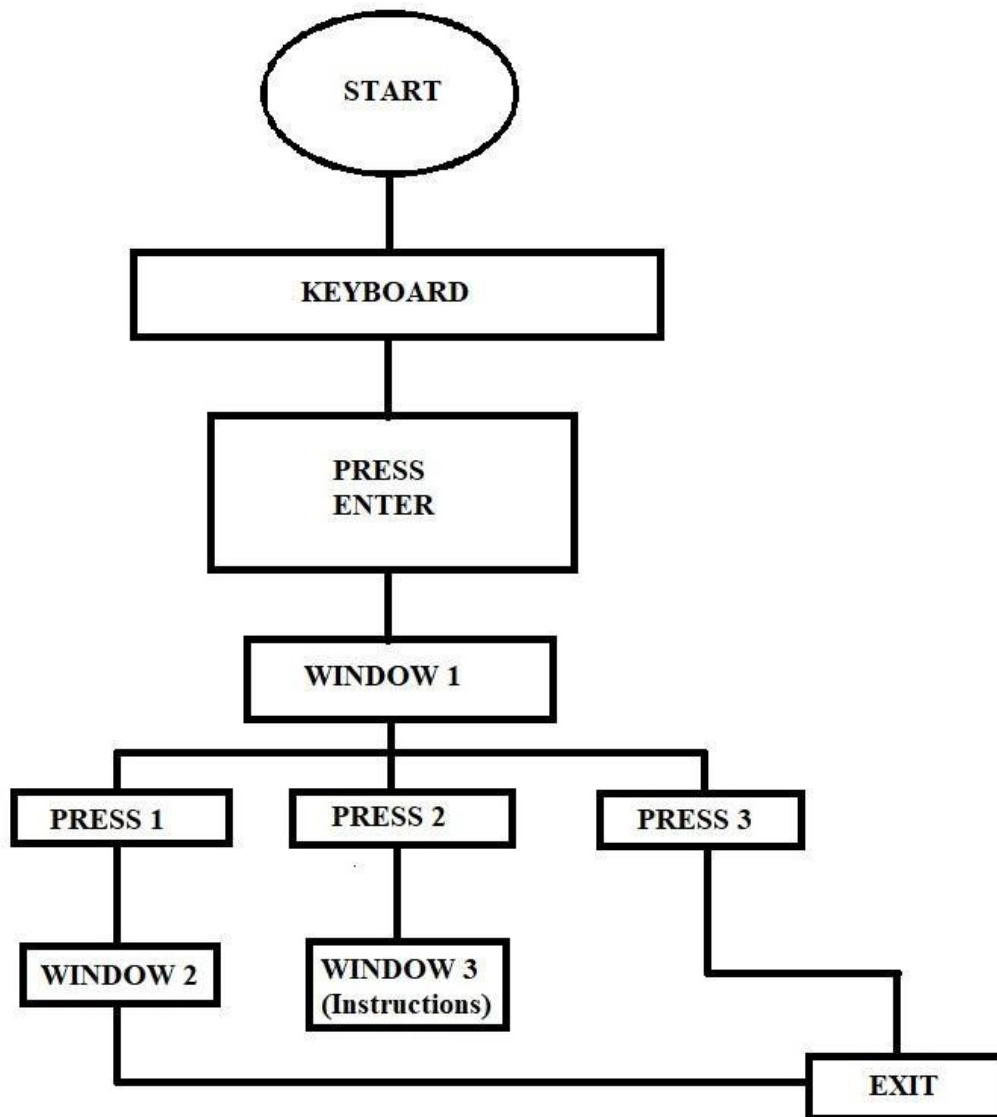 START
KEYBOARD
PRESS
ENTER
WINDOW 1
PRESS 1
PRESS 2
PRESS 3
WINDOW 2
WINDOW 3
(Instructions)
EXIT